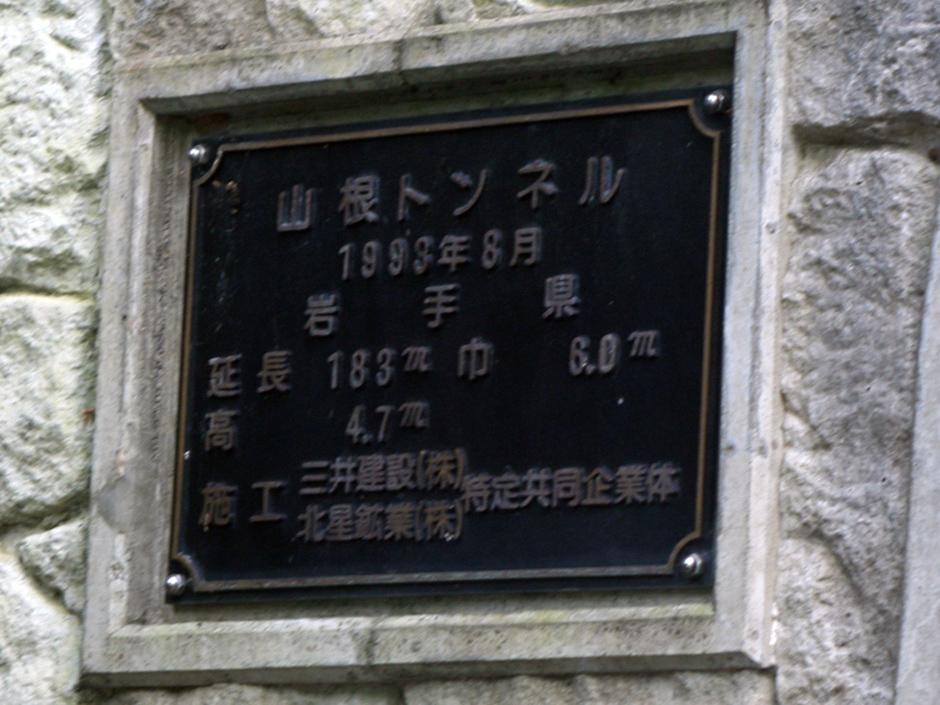 山根トンネル
1993年8月
岩手県
延長 183m 巾 6.0m
高 4.7m
施工 三井建設(株) 特定共同企業体
北星鉱業(株)